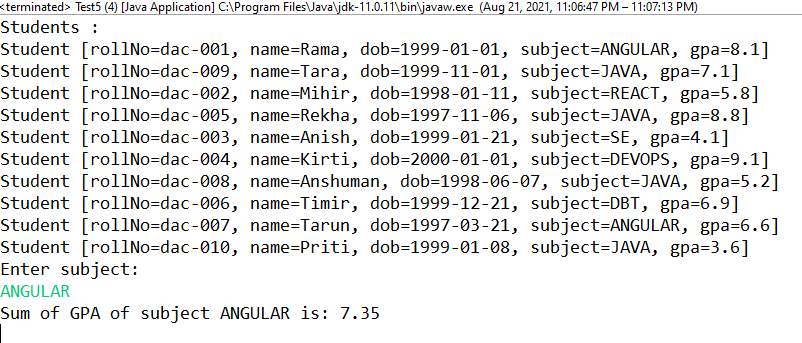 <terminated> Test5 (4) [Java Application] C:\Program Files\Java\jdk-11.0.11\bin\javaw.exe (Aug 21, 2021, 11:06:47 PM – 11:07:13 PM)
Students :
Student [rollNo=dac-001, name=Rama, dob=1999-01-01, subject=ANGULAR, gpa=8.1]
Student [rollNo=dac-009, name=Tara, dob=1999-11-01, subject=JAVA, gpa=7.1]
Student [rollNo=dac-002, name=Mihir, dob=1998-01-11, subject=REACT, gpa=5.8]
Student [rollNo=dac-005, name=Rekha, dob=1997-11-06, subject=JAVA, gpa=8.8]
Student [rollNo=dac-003, name=Anish, dob=1999-01-21, subject=SE, gpa=4.1]
Student [rollNo=dac-004, name=Kirti, dob=2000-01-01, subject=DEVOPS, gpa=9.1]
Student [rollNo=dac-008, name=Anshuman, dob=1998-06-07, subject=JAVA, gpa=5.2]
Student [rollNo=dac-006, name=Timir, dob=1999-12-21, subject=DBT, gpa=6.9]
Student [rollNo=dac-007, name=Tarun, dob=1997-03-21, subject=ANGULAR, gpa=6.6]
Student [rollNo=dac-010, name=Priti, dob=1999-01-08, subject=JAVA, gpa=3.6]
Enter subject:
ANGULAR
Sum of GPA of subject ANGULAR is: 7.35